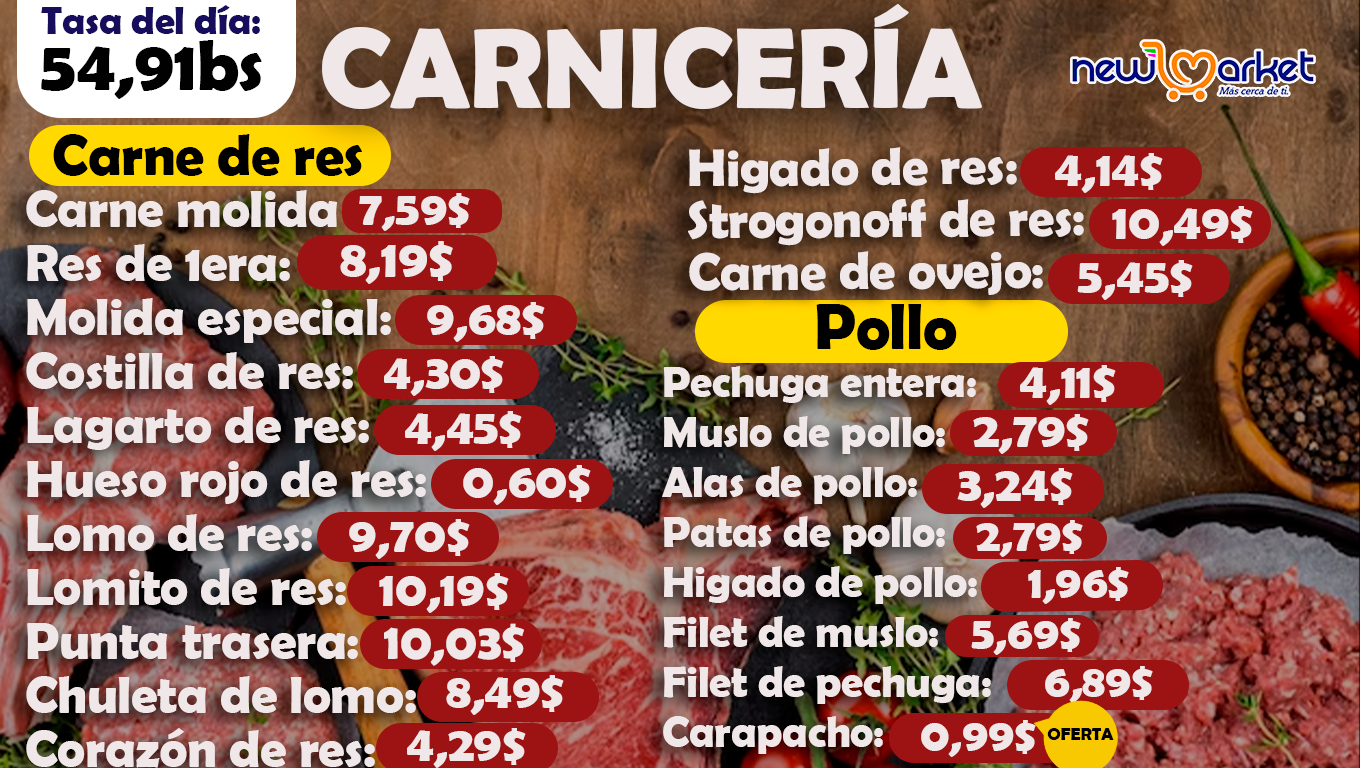 Tasa del día:
54,91bs
CARNICERÍA
new Market
Más cerca de ti.
Carne de res
Carne molida 7,59$
Res de 1era: 8,19$
Molida especial: 9,68$
Costilla de res: 4,30$
Lagarto de res: 4,45$
Hueso rojo de res: 0,60$
Lomo de res: 9,70$
Lomito de res: 10,19$
Punta trasera: 10,03$
Chuleta de lomo: 8,49$
Corazón de res: 4,29$
Higado de res: 4,14$
Strogonoff de res: 10,49$
Carne de ovejo: 5,45$
Pollo
Pechuga entera: 4,11$
Muslo de pollo: 2,79$
Alas de pollo: 3,24$
Patas de pollo: 2,79$
Higado de pollo: 1,96$
Filet de muslo: 5,69$
Filet de pechuga: 6,89$
Carapacho: 0,99$ OFERTA